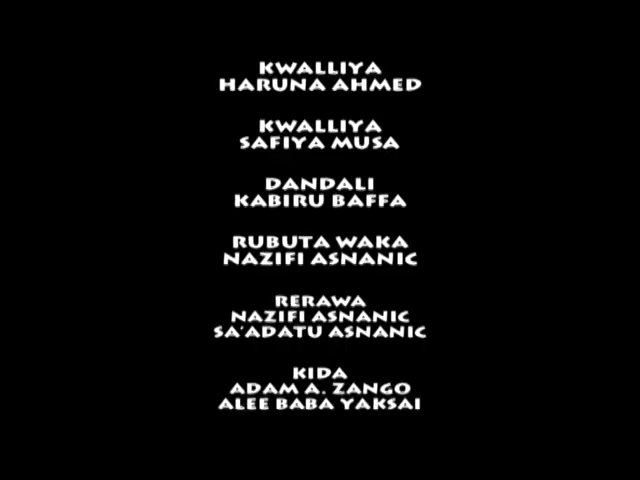 KWALLIYA
HARUNA AHMED
KWALLIYA
SAFIYA MUSA
DANDALI
KABIRU BAFFA
RUBUTA WAKA
NAZIFI ASNANIC
RERAWA
NAZIFI ASNANIC
SA'ADATU ASNANIC
KIDA
ADAM A. ZANGO
ALEE BABA YAKSAI